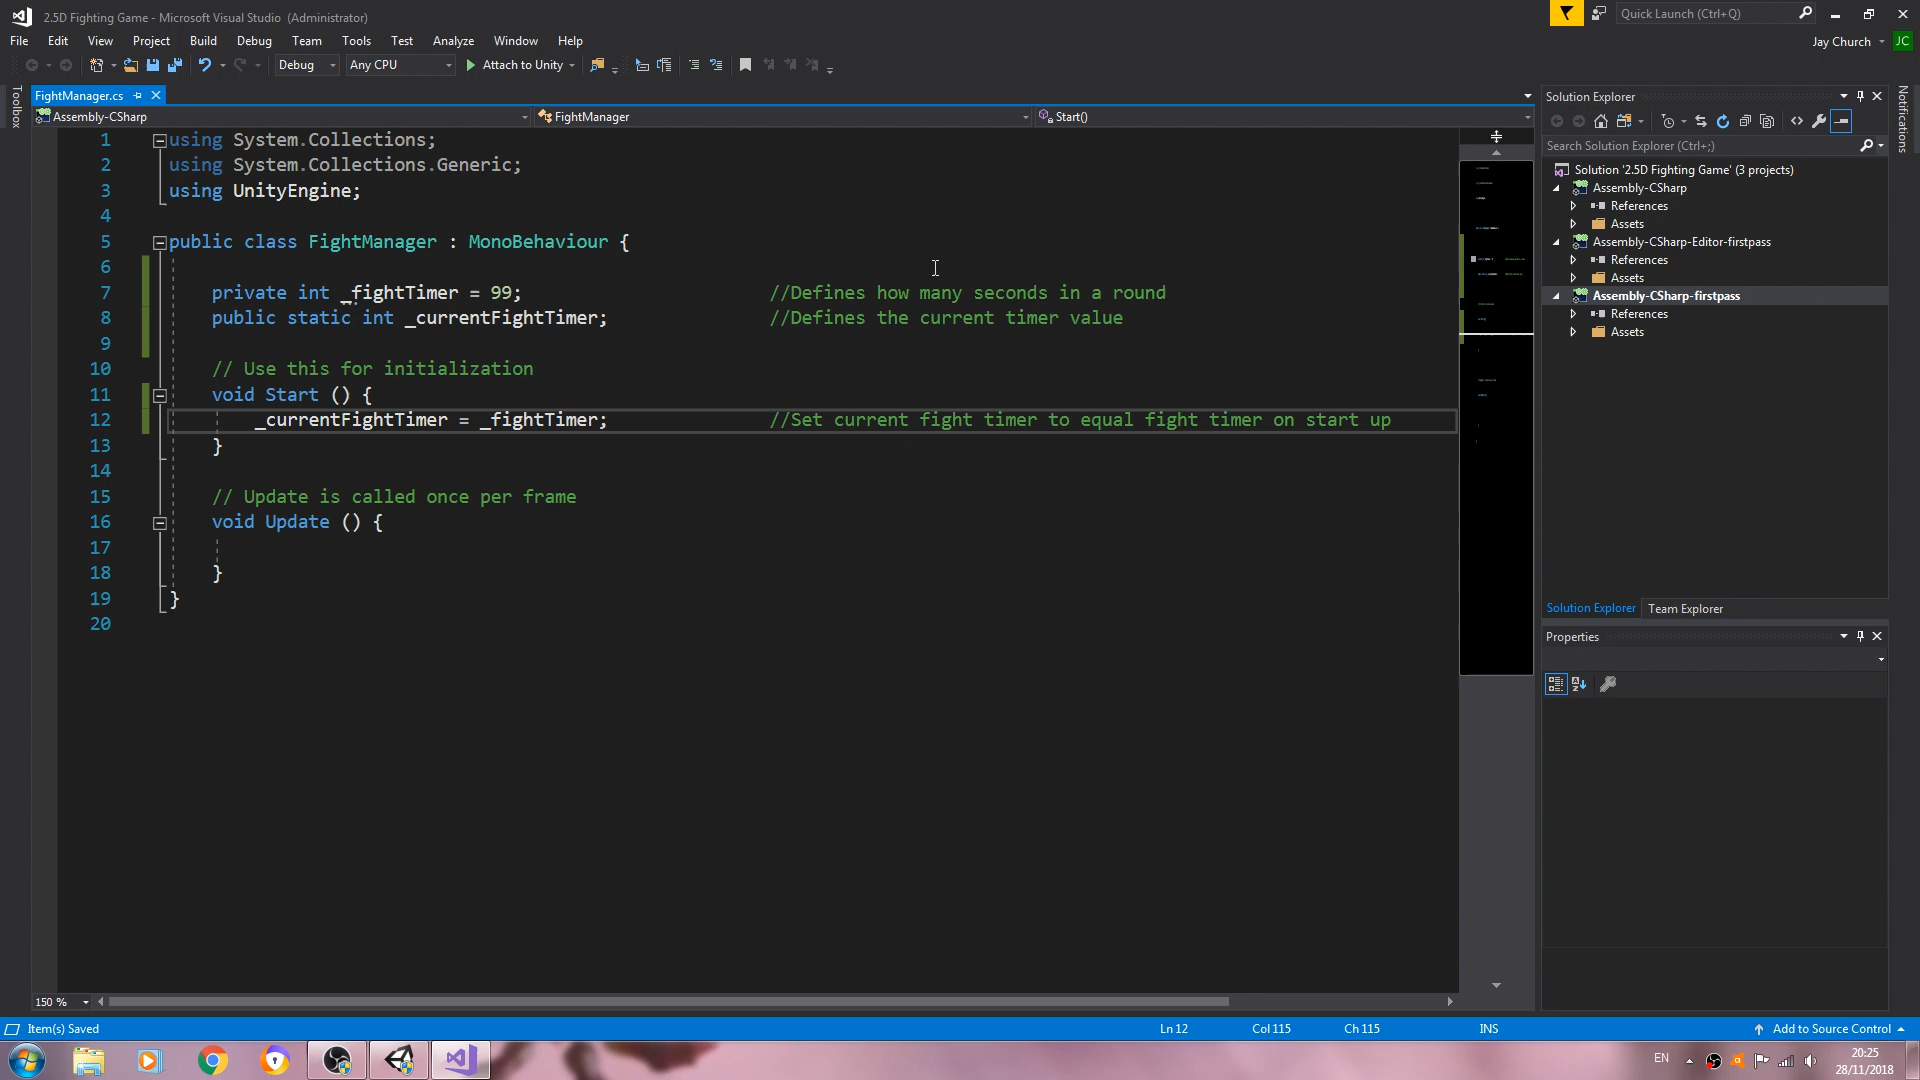 2.5D Fighting Game - Microsoft Visual Studio (Administrator)
Quick Launch (Ctrl+Q)
File Edit View Project Build Debug Team Tools Test Analyze Window Help
Jay Church JC
Debug Any CPU Attach to Unity
Toolbox
FightManager.cs
Assembly-CSharp FightManager Start()
1 using System.Collections;
2 using System.Collections.Generic;
3 using UnityEngine;
4
5 public class FightManager : MonoBehaviour {
6
7 private int _fightTimer = 99; //Defines how many seconds in a round
8 public static int _currentFightTimer; //Defines the current timer value
9
10 // Use this for initialization
11 void Start () {
12 _currentFightTimer = _fightTimer; //Set current fight timer to equal fight timer on start up
13 }
14
15 // Update is called once per frame
16 void Update () {
17
18 }
19 }
20
150 %
Solution Explorer
Search Solution Explorer (Ctrl+;)
Solution '2.5D Fighting Game' (3 projects)
Assembly-CSharp
References
Assets
Assembly-CSharp-Editor-firstpass
References
Assets
Assembly-CSharp-firstpass
References
Assets
Solution Explorer Team Explorer
Properties
Notifications
Item(s) Saved Ln 12 Col 115 Ch 115 INS Add to Source Control
EN
20:25
28/11/2018